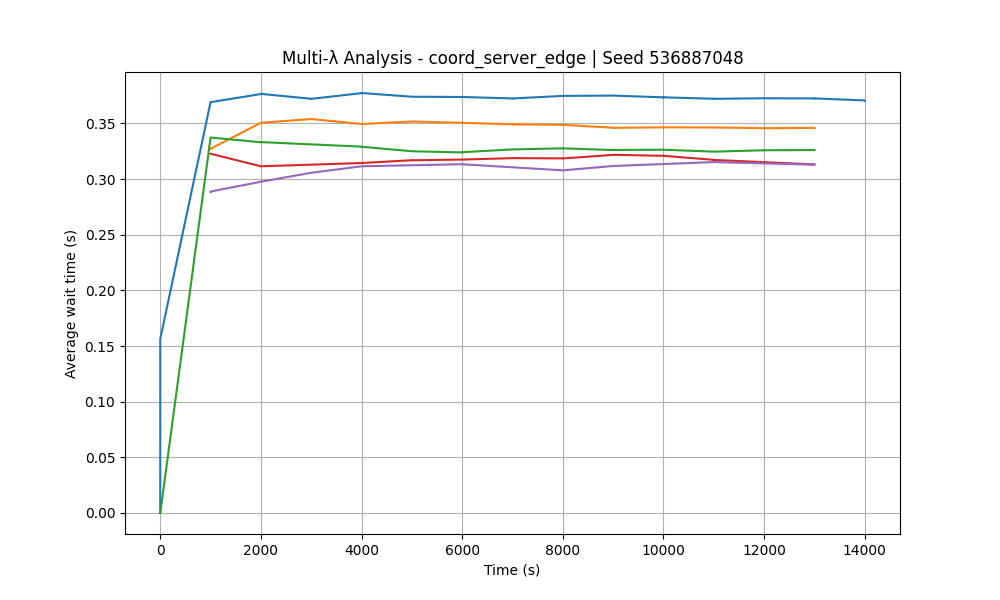 Multi-λ Analysis - coord_server_edge | Seed 536887048
Average wait time (s)
0.35
0.30
0.25
0.20
0.15
0.10
0.05
0.00
0 2000 4000 6000 8000 10000 12000 14000
Time (s)